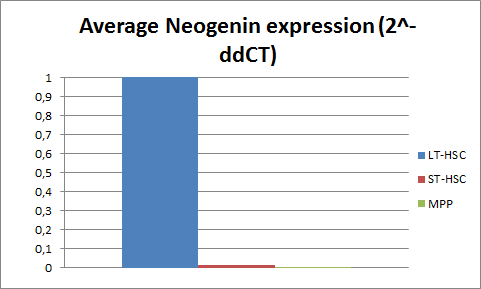 Average Neogenin expression (2^-
ddCT)
1
0,9
0,8
0,7
0,6
0,5
0,4
0,3
0,2
0,1
0
LT-HSC
ST-HSC
MPP